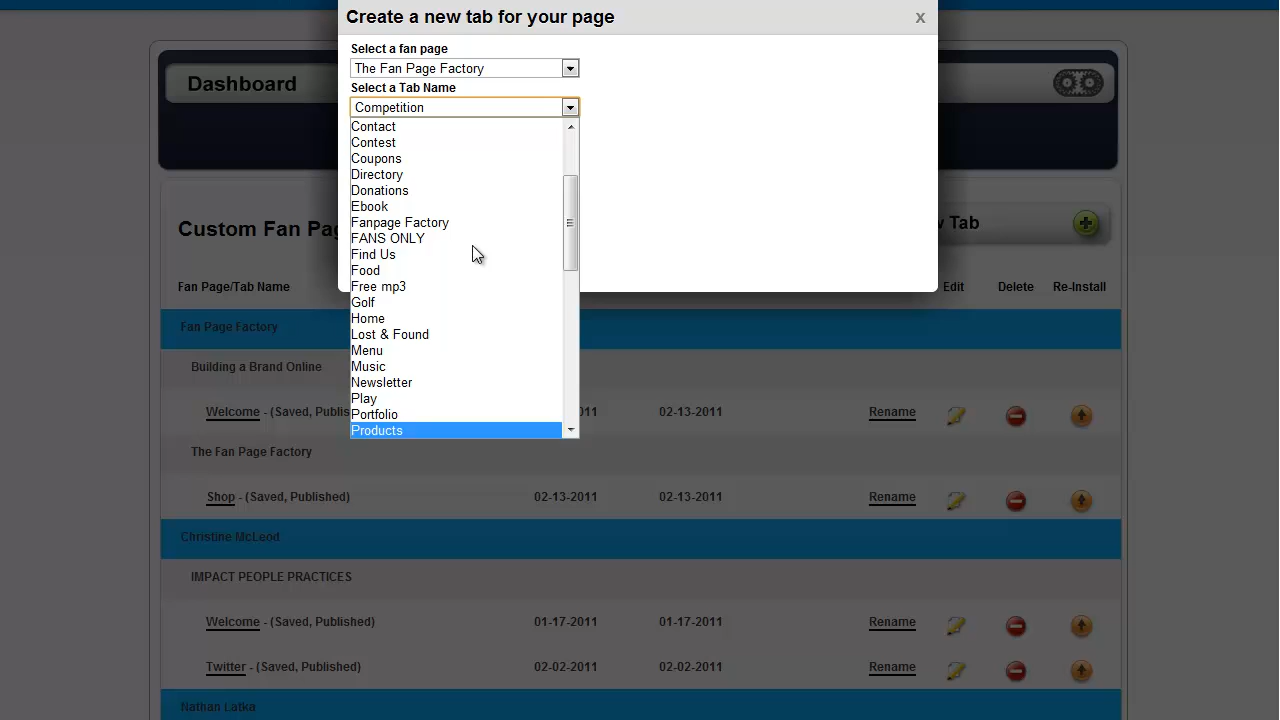 Create a new tab for your page
X
Select a fan page
The Fan Page Factory
Select a Tab Name
Dashboard
Competition
Contact
Contest
Coupons
Directory
Donations
Ebook
Fanpage Factory
FANS ONLY
Find Us
Food
Free mp3
Golf
Home
Lost & Found
Menu
Music
Newsletter
Play
Portfolio
Products
Custom Fan Pag
Tab
Fan Page/Tab Name
Edit
Delete
Re-Install
Fan Page Factory
Building a Brand Online
Welcome - (Saved, Publis
011
02-13-2011
Rename
The Fan Page Factory
Shop - (Saved, Published)
02-13-2011
02-13-2011
Rename
Christine McLeod
IMPACT PEOPLE PRACTICES
Welcome - (Saved, Published)
01-17-2011
01-17-2011
Rename
Twitter - (Saved, Published)
02-02-2011
02-02-2011
Rename
Nathan Latka